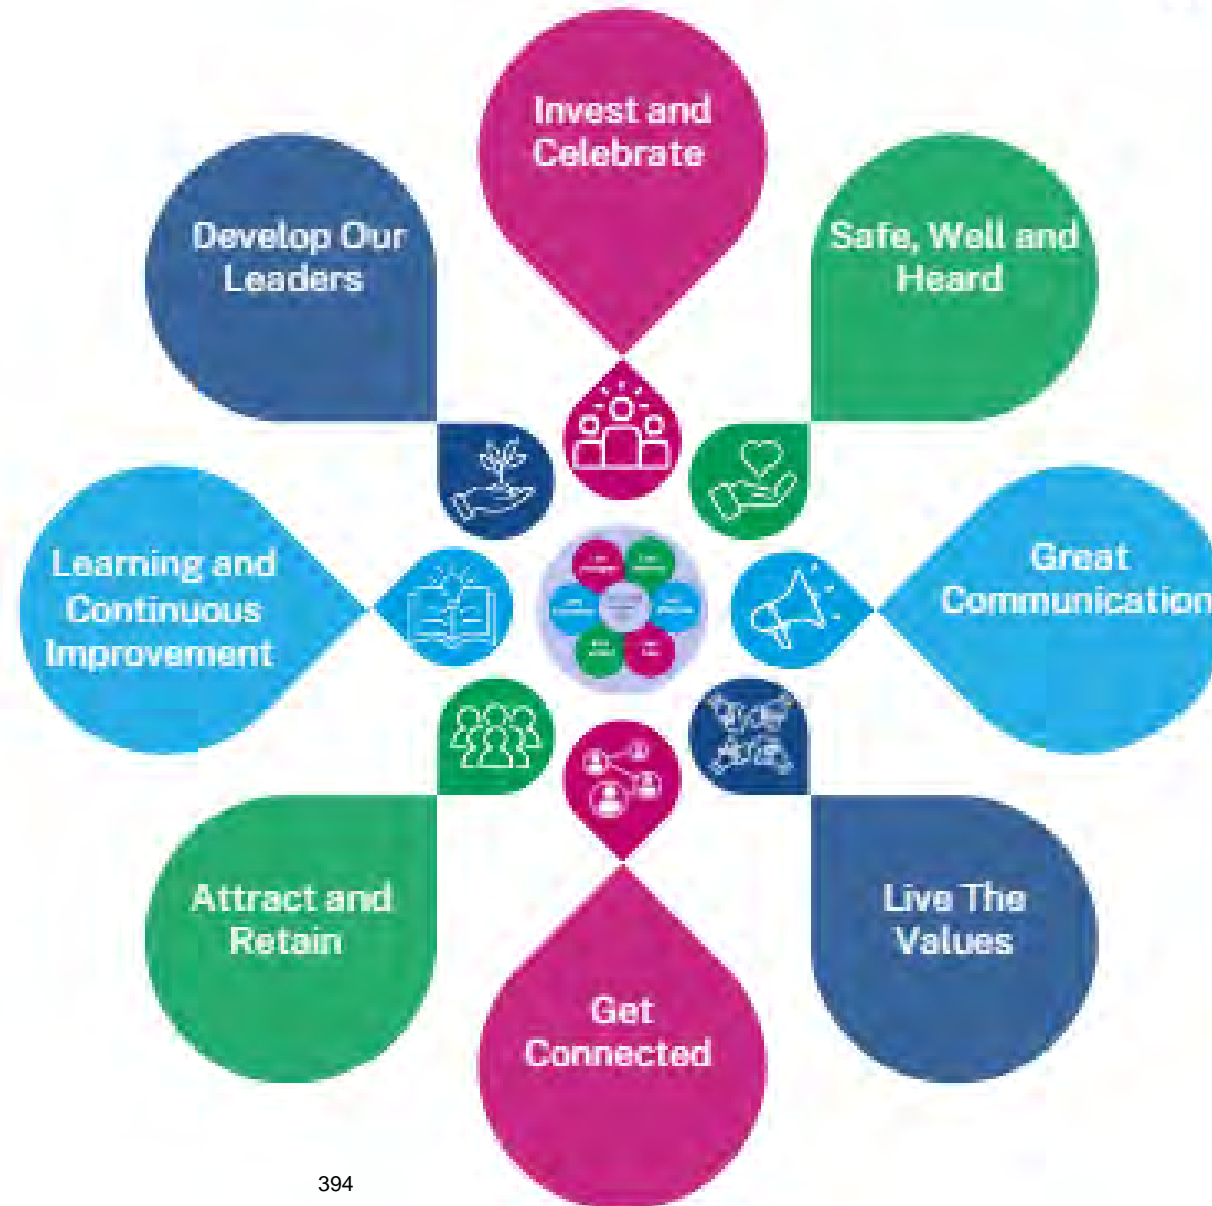 Invest and
Celebrate
Develop Our
Leaders
Safe, Well and
Heard
Learning and
Continuous
Improvement
Great
Communication
Attract and
Retain
Live The
Values
Get
Connected
394